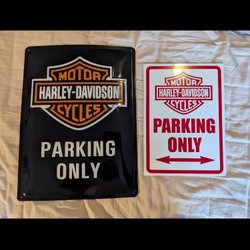 MOTOR
HARLEY-DAVIDSON
CYCLES
PARKING
ONLY
MOTOR
HARLEY-DAVIDSON
CYCLES
PARKING
ONLY